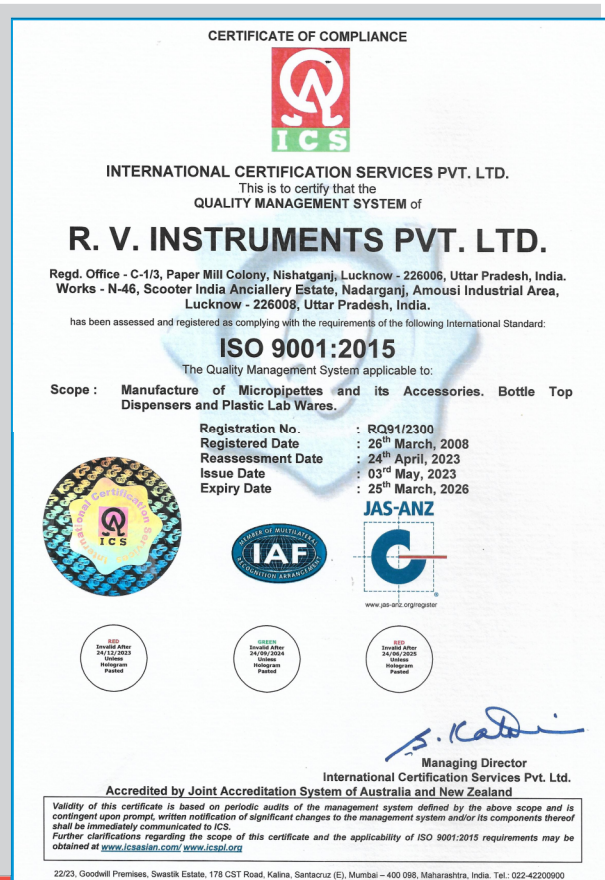 CERTIFICATE OF COMPLIANCE
ICS
INTERNATIONAL CERTIFICATION SERVICES PVT. LTD.
This is to certify that the
QUALITY MANAGEMENT SYSTEM of
R. V. INSTRUMENTS PVT. LTD.
Regd. Office - C-1/3, Paper Mill Colony, Nishatganj, Lucknow - 226006, Uttar Pradesh, India.
Works - N-46, Scooter India Anciallery Estate, Nadarganj, Amousi Industrial Area,
Lucknow - 226008, Uttar Pradesh, India.
has been assessed and registered as complying with the requirements of the following International Standard:
ISO 9001:2015
The Quality Management System applicable to:
Scope : Manufacture of Micropipettes and its Accessories. Bottle Top
Dispensers and Plastic Lab Wares.
Registration No. : RQ91/2300
Registered Date : 26th March, 2008
Reassessment Date : 24th April, 2023
Issue Date : 03rd May, 2023
Expiry Date : 25th March, 2026
International Certification Services
ICS
MEMBER OF MULTILATERAL
IAF
RECOGNITION ARRANGEMENT
JAS-ANZ
www.jas-anz.org/register
RED
Invalid After
24/12/2023
Unless
Hologram
Pasted
GREEN
Invalid After
24/09/2024
Unless
Hologram
Pasted
RED
Invalid After
24/06/2025
Unless
Hologram
Pasted
Managing Director
International Certification Services Pvt. Ltd.
Accredited by Joint Accreditation System of Australia and New Zealand
Validity of this certificate is based on periodic audits of the management system defined by the above scope and is
contingent upon prompt, written notification of significant changes to the management system and/or its components thereof
shall be immediately communicated to ICS.
Further clarifications regarding the scope of this certificate and the applicability of ISO 9001:2015 requirements may be
obtained at www.icsasian.com/ www.icspl.org
22/23, Goodwill Premises, Swastik Estate, 178 CST Road, Kalina, Santacruz (E), Mumbai – 400 098, Maharashtra, India. Tel.: 022-42200900